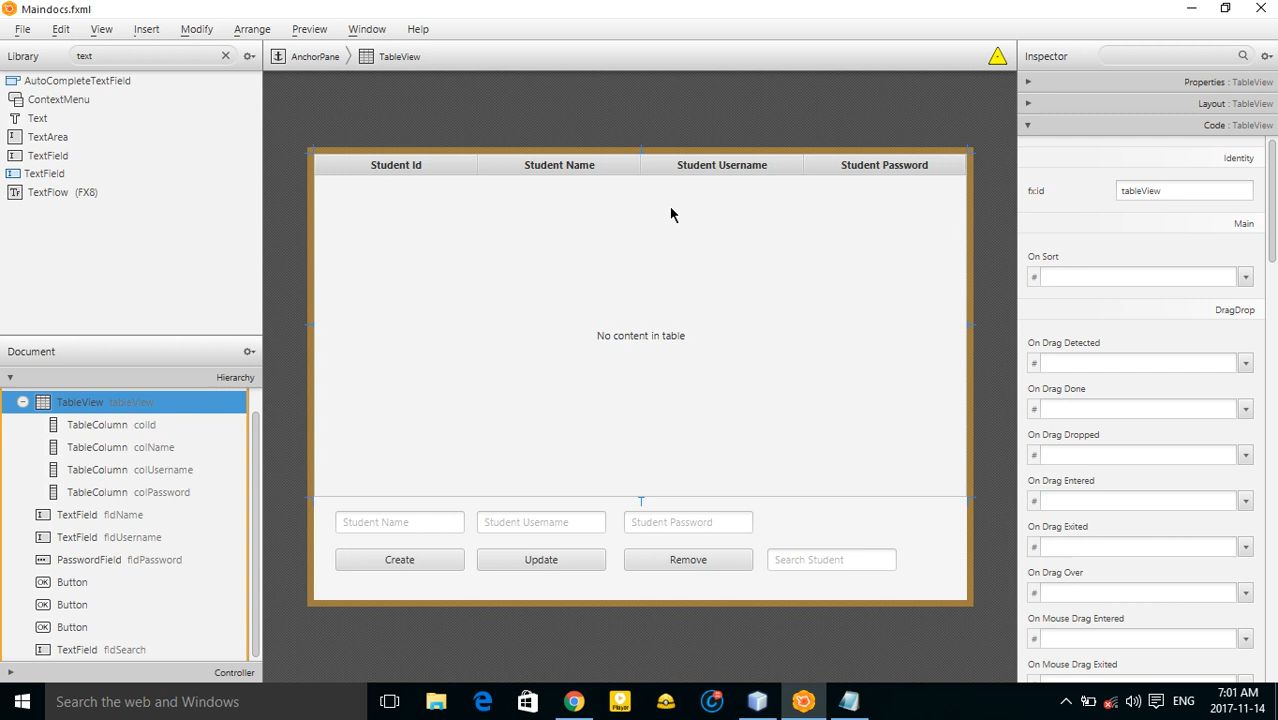 Maindocs.fxml
File Edit View Insert Modify Arrange Preview Window Help
Library text
AnchorPane TableView
Inspector
AutoCompleteTextField
ContextMenu
Text
TextArea
TextField
TextField
TextFlow (FX8)
Document
Hierarchy
TableView tableView
TableColumn colId
TableColumn colName
TableColumn colUsername
TableColumn colPassword
TextField fldName
TextField fldUsername
PasswordField fldPassword
Button
Button
Button
TextField fldSearch
Controller
Student Id Student Name Student Username Student Password
No content in table
Student Name Student Username Student Password
Create Update Remove Search Student
Properties : TableView
Layout : TableView
Code : TableView
Identity
fx:id tableView
Main
On Sort
#
DragDrop
On Drag Detected
#
On Drag Done
#
On Drag Dropped
#
On Drag Entered
#
On Drag Exited
#
On Drag Over
#
On Mouse Drag Entered
#
On Mouse Drag Exited
#
Search the web and Windows
Player
ENG
7:01 AM
2017-11-14